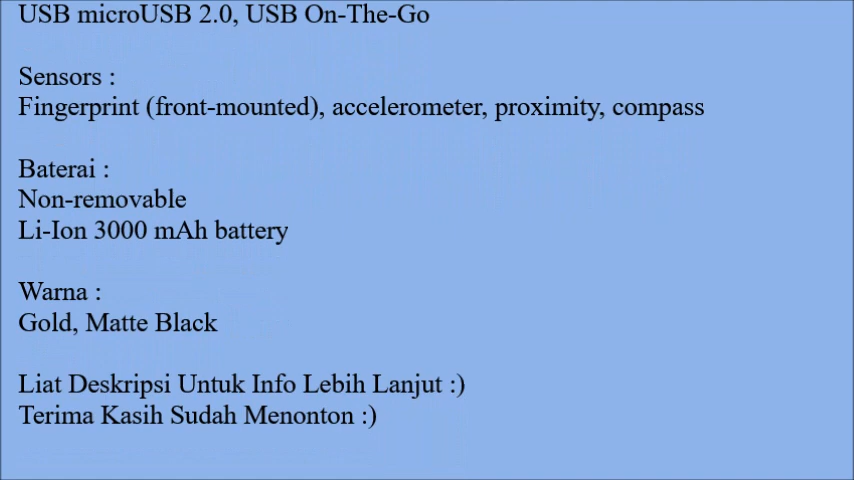 USB microUSB 2.0, USB On-The-Go
Sensors :
Fingerprint (front-mounted), accelerometer, proximity, compass
Baterai :
Non-removable
Li-Ion 3000 mAh battery
Warna :
Gold, Matte Black
Liat Deskripsi Untuk Info Lebih Lanjut :)
Terima Kasih Sudah Menonton :)